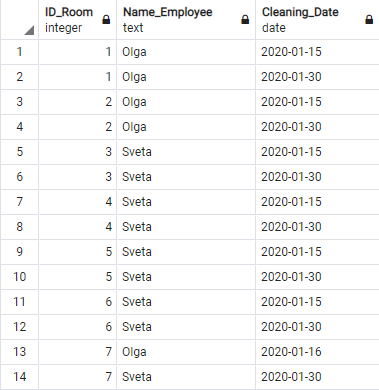 ID_Room Name_Employee Cleaning_Date
integer text date
1 1 Olga 2020-01-15
2 1 Olga 2020-01-30
3 2 Olga 2020-01-15
4 2 Olga 2020-01-30
5 3 Sveta 2020-01-15
6 3 Sveta 2020-01-30
7 4 Sveta 2020-01-15
8 4 Sveta 2020-01-30
9 5 Sveta 2020-01-15
10 5 Sveta 2020-01-30
11 6 Sveta 2020-01-15
12 6 Sveta 2020-01-30
13 7 Olga 2020-01-16
14 7 Sveta 2020-01-30